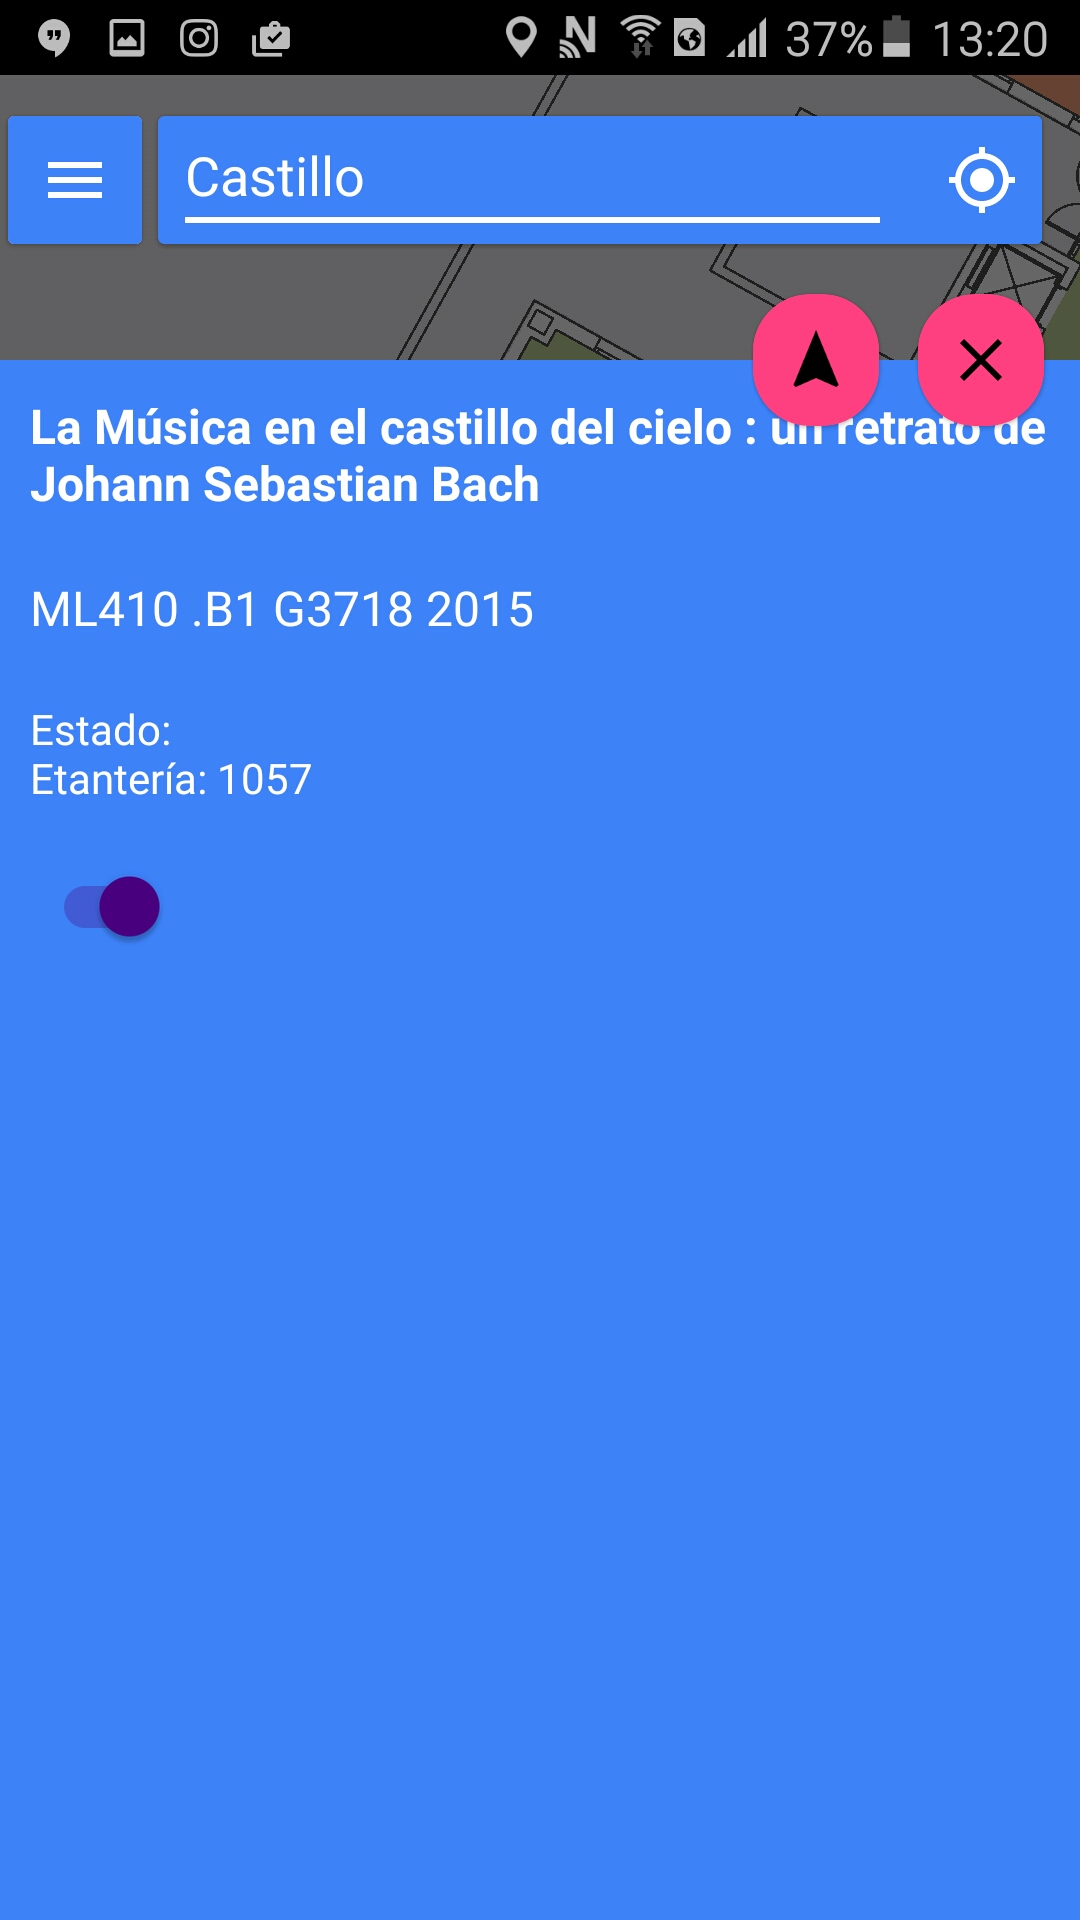 37% 13:20
Castillo
La Música en el castillo del cielo : un retrato de
Johann Sebastian Bach
ML410 .B1 G3718 2015
Estado:
Etantería: 1057